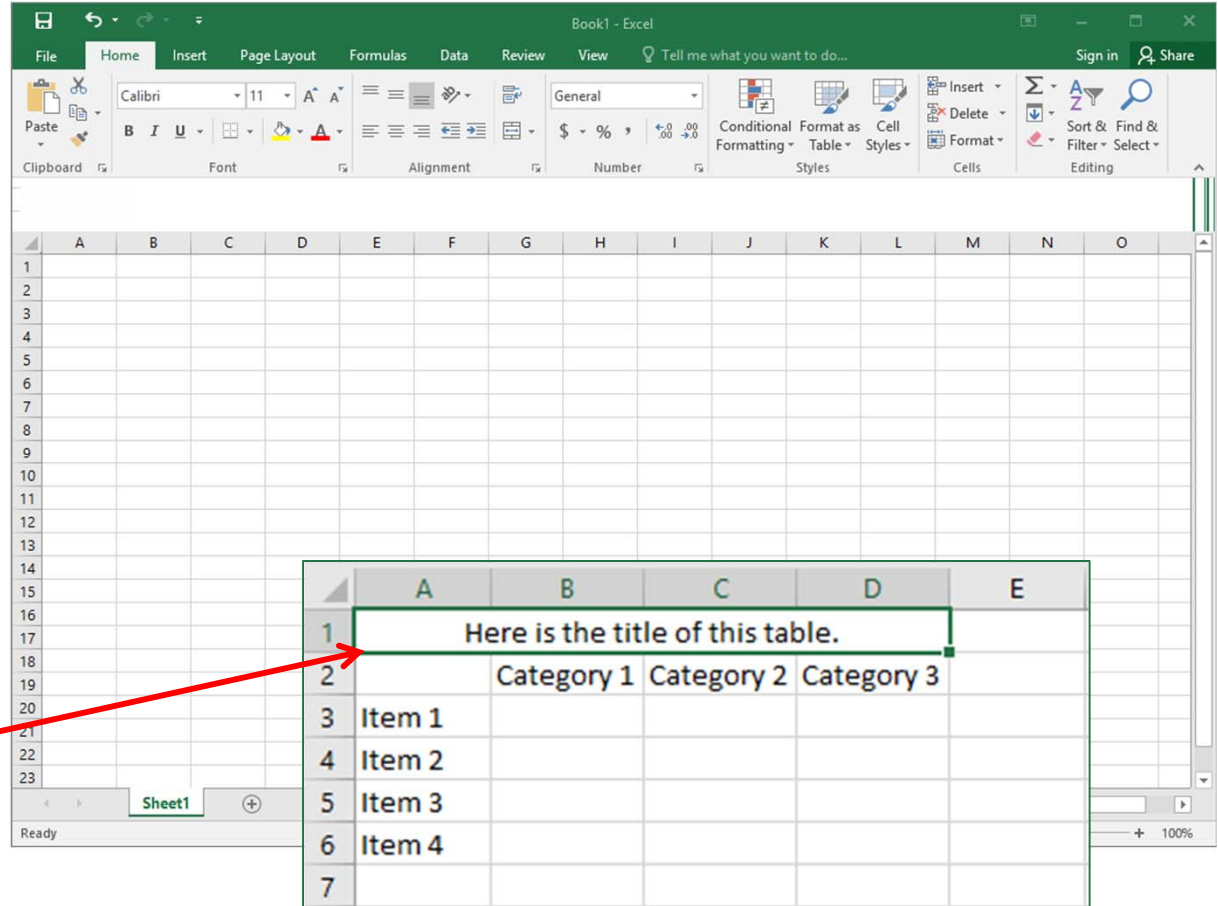 Book1 - Excel
File Home Insert Page Layout Formulas Data Review View Tell me what you want to do... Sign in Share
Paste
Calibri 11 A A
B I U A
General
$ % , .0 .00 .00 .0
Conditional Formatting
Format as Table
Cell Styles
Insert
Delete
Format
Σ
A Z
Sort & Filter
Find & Select
Clipboard Font Alignment Number Styles Cells Editing
A B C D E F G H I J K L M N O
1
2
3
4
5
6
7
8
9
10
11
12
13
14
15
16
17
18
19
20
21
22
23
Sheet1
Ready
100%
A B C D E
1 Here is the title of this table.
2 Category 1 Category 2 Category 3
3 Item 1
4 Item 2
5 Item 3
6 Item 4
7